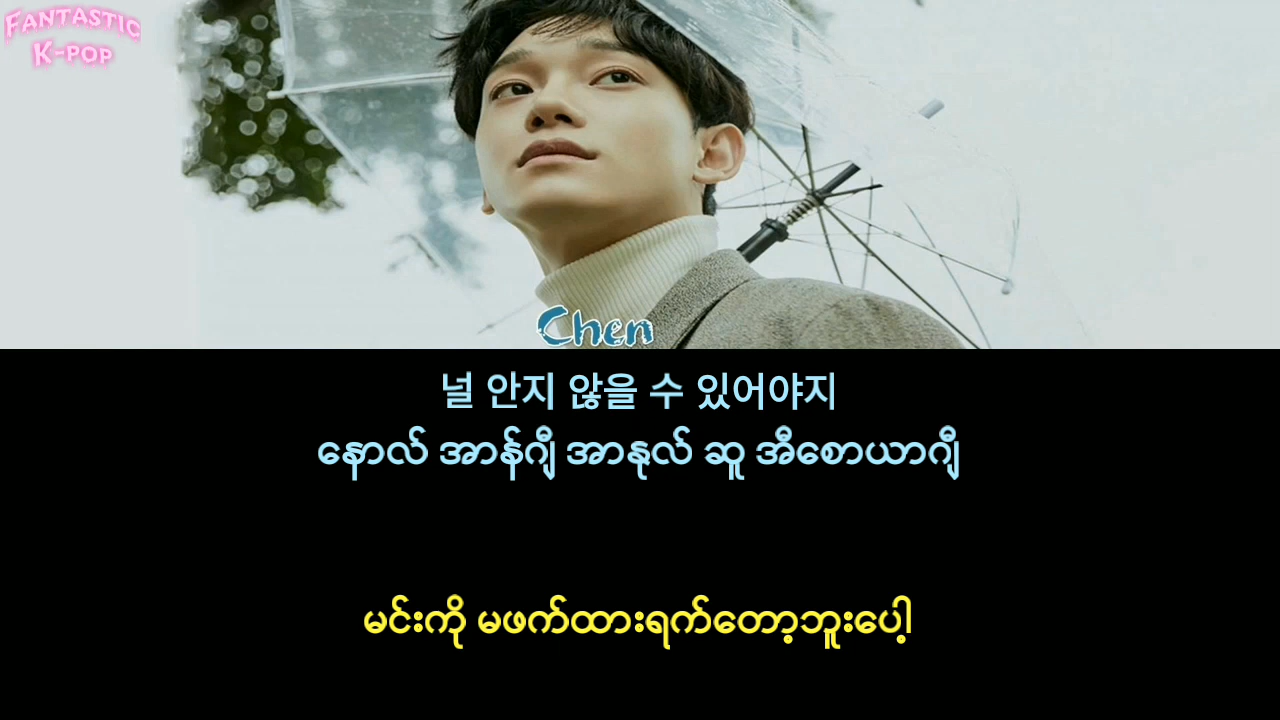 FANTASTIC
K-POP
Chen
널 안지 않을 수 있어야지
နောလ် အာန်ဂျီ အာနုလ် ဆူ အီစောယာဂျီ
မင်းကို မဖက်ထားရက်တော့ဘူးပေါ့